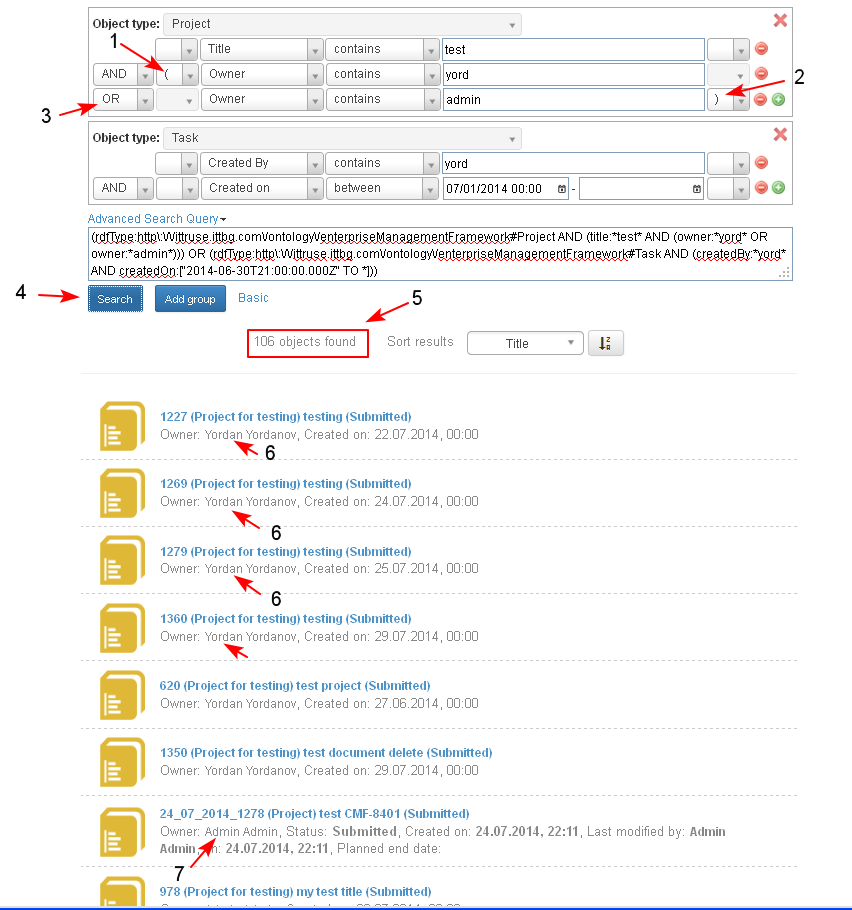 Object type: Project
1
Title contains test
AND ( Owner contains yord
2
OR Owner contains admin )
3
Object type: Task
Created By contains yord
AND Created on between 07/01/2014 00:00 -
Advanced Search Query
(rdfType:http\:\/\/ittruse.ittbg.com\/ontology\/enterpriseManagementFramework#Project AND (title:*test* AND (owner:*yord* OR
owner:*admin*))) OR (rdfType:http\:\/\/ittruse.ittbg.com\/ontology\/enterpriseManagementFramework#Task AND (createdBy:*yord*
AND createdOn:["2014-06-30T21:00:00.000Z" TO *]))
4
Search Add group Basic
5
106 objects found Sort results Title
1227 (Project for testing) testing (Submitted)
Owner: Yordan Yordanov, Created on: 22.07.2014, 00:00
6
1269 (Project for testing) testing (Submitted)
Owner: Yordan Yordanov, Created on: 24.07.2014, 00:00
6
1279 (Project for testing) testing (Submitted)
Owner: Yordan Yordanov, Created on: 25.07.2014, 00:00
6
1360 (Project for testing) testing (Submitted)
Owner: Yordan Yordanov, Created on: 29.07.2014, 00:00
620 (Project for testing) test project (Submitted)
Owner: Yordan Yordanov, Created on: 27.06.2014, 00:00
1350 (Project for testing) test document delete (Submitted)
Owner: Yordan Yordanov, Created on: 29.07.2014, 00:00
24_07_2014_1278 (Project) test CMF-8401 (Submitted)
Owner: Admin Admin, Status: Submitted, Created on: 24.07.2014, 22:11, Last modified by: Admin
Admin, on: 24.07.2014, 22:11, Planned end date:
7
978 (Project for testing) my test title (Submitted)